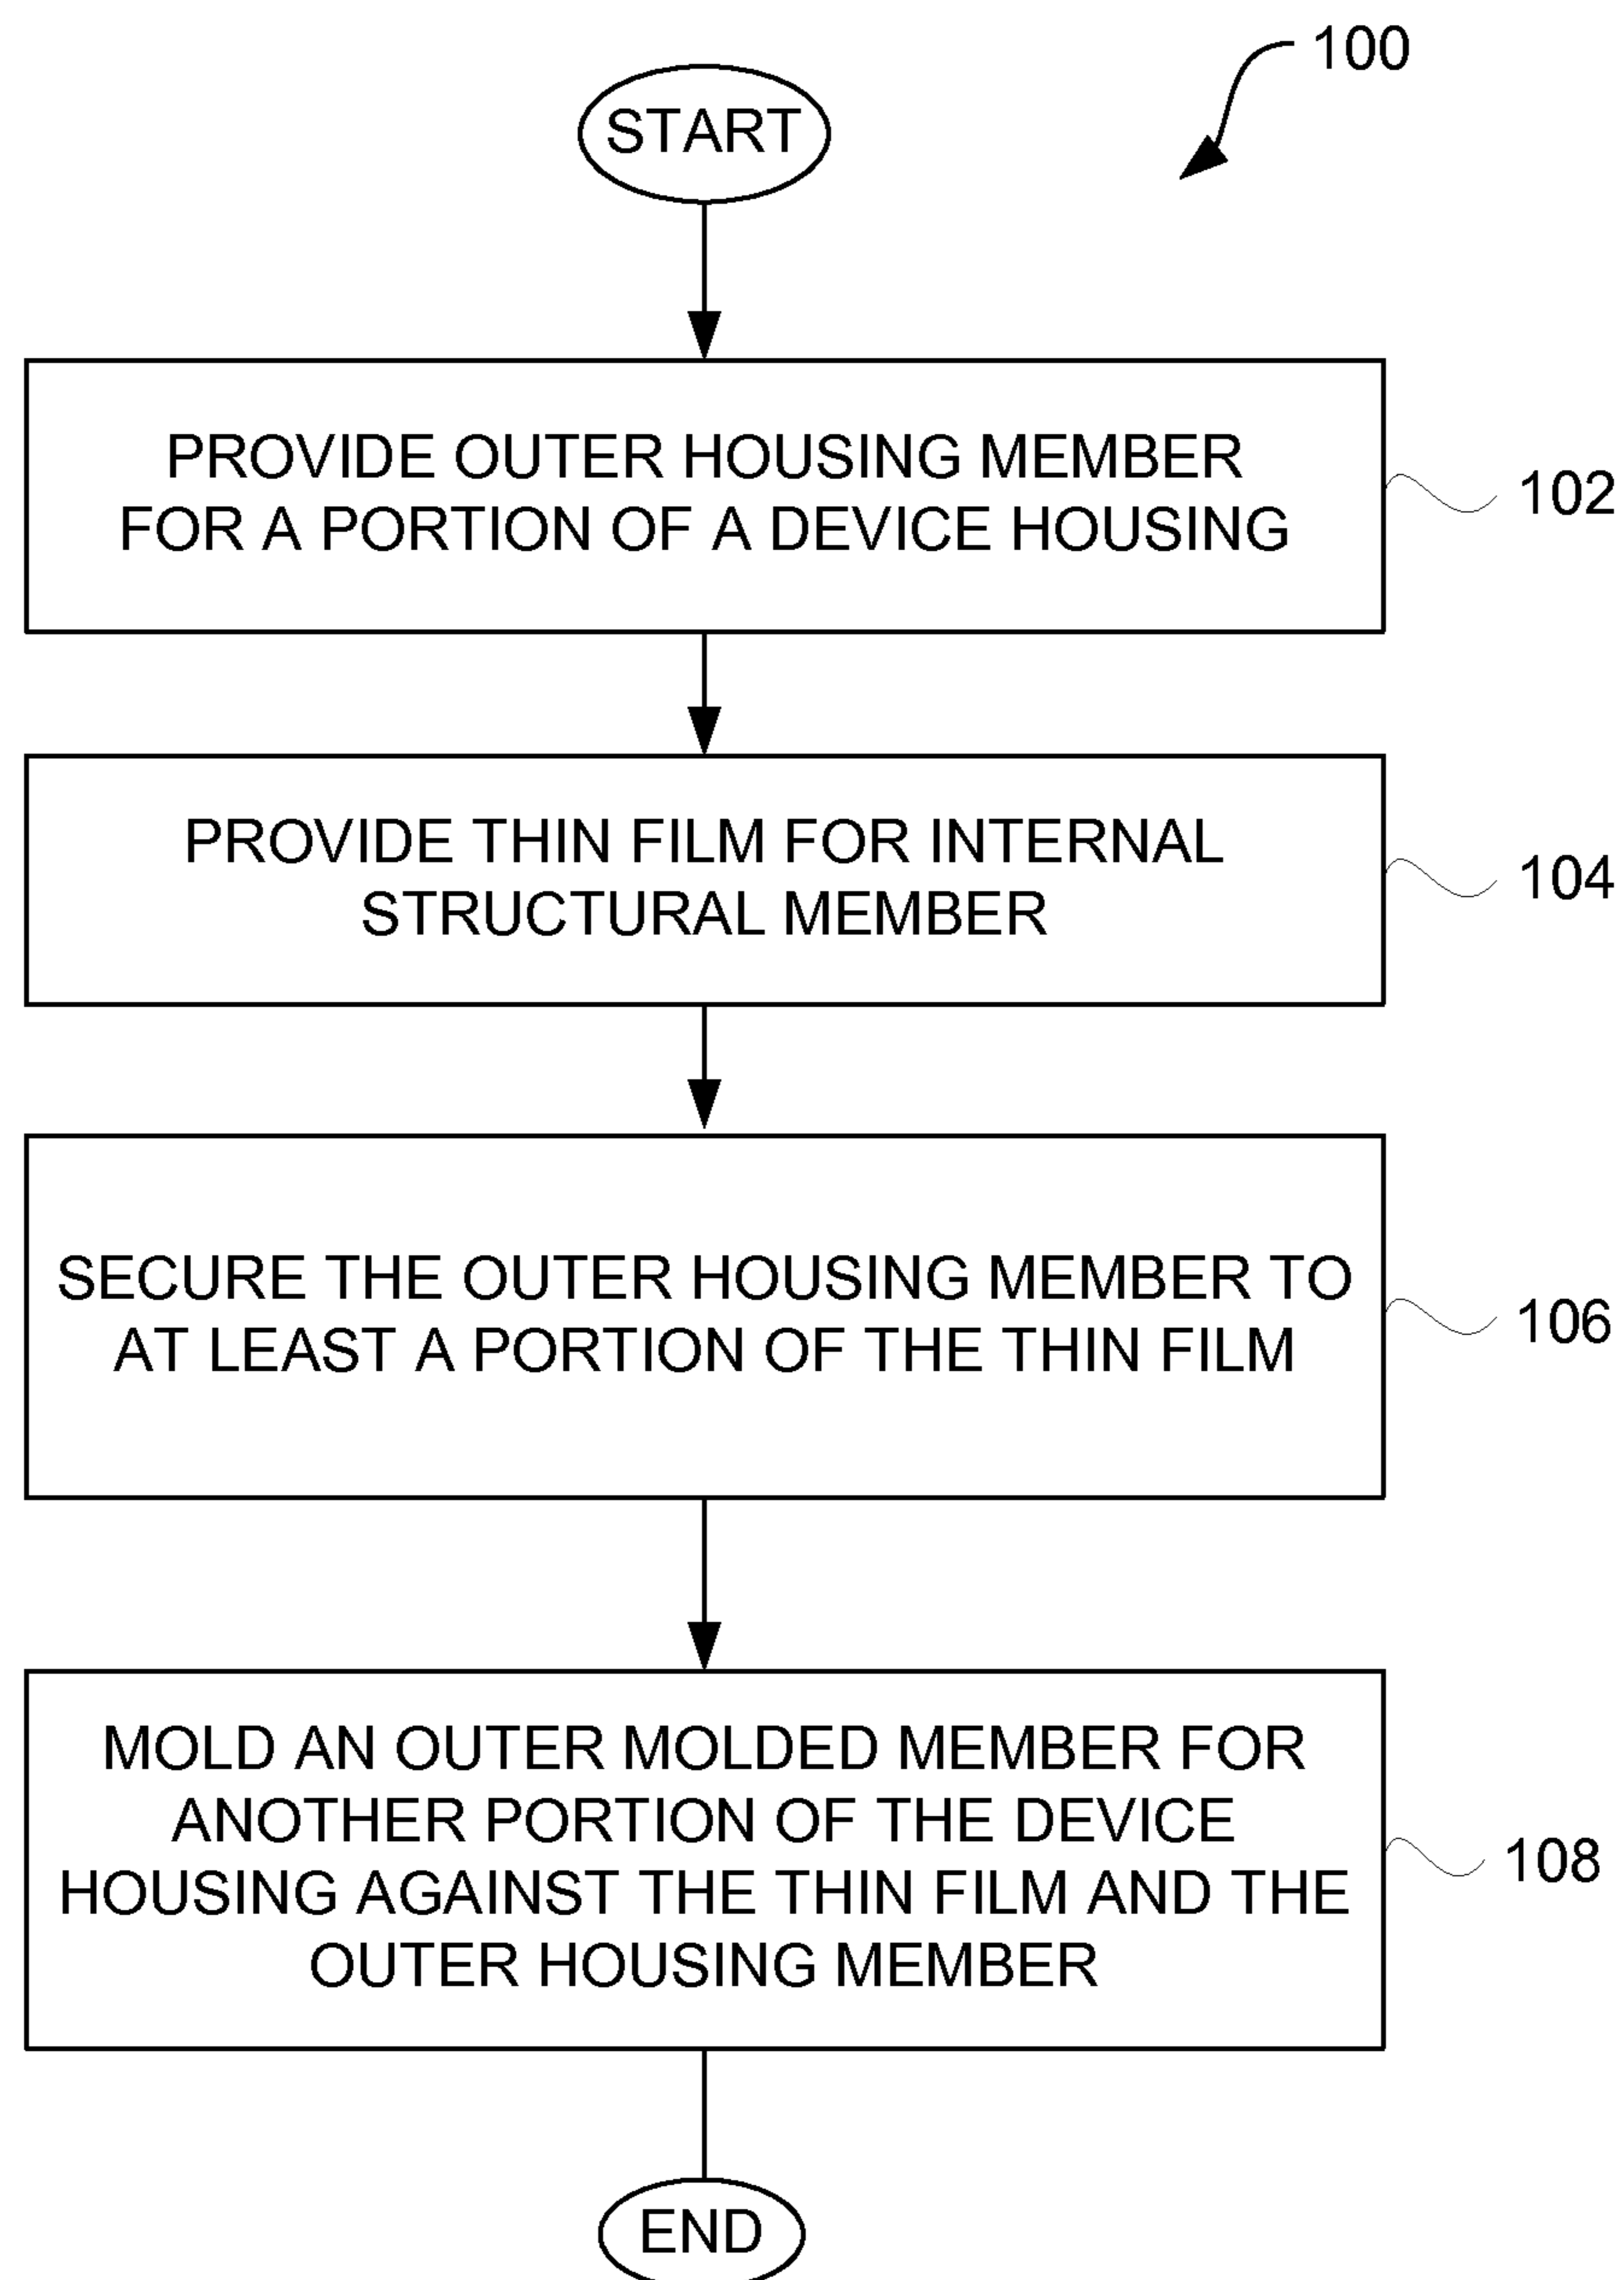 100
START
PROVIDE OUTER HOUSING MEMBER
FOR A PORTION OF A DEVICE HOUSING
102
PROVIDE THIN FILM FOR INTERNAL
STRUCTURAL MEMBER
104
SECURE THE OUTER HOUSING MEMBER TO
AT LEAST A PORTION OF THE THIN FILM
106
MOLD AN OUTER MOLDED MEMBER FOR
ANOTHER PORTION OF THE DEVICE
HOUSING AGAINST THE THIN FILM AND THE
OUTER HOUSING MEMBER
108
END